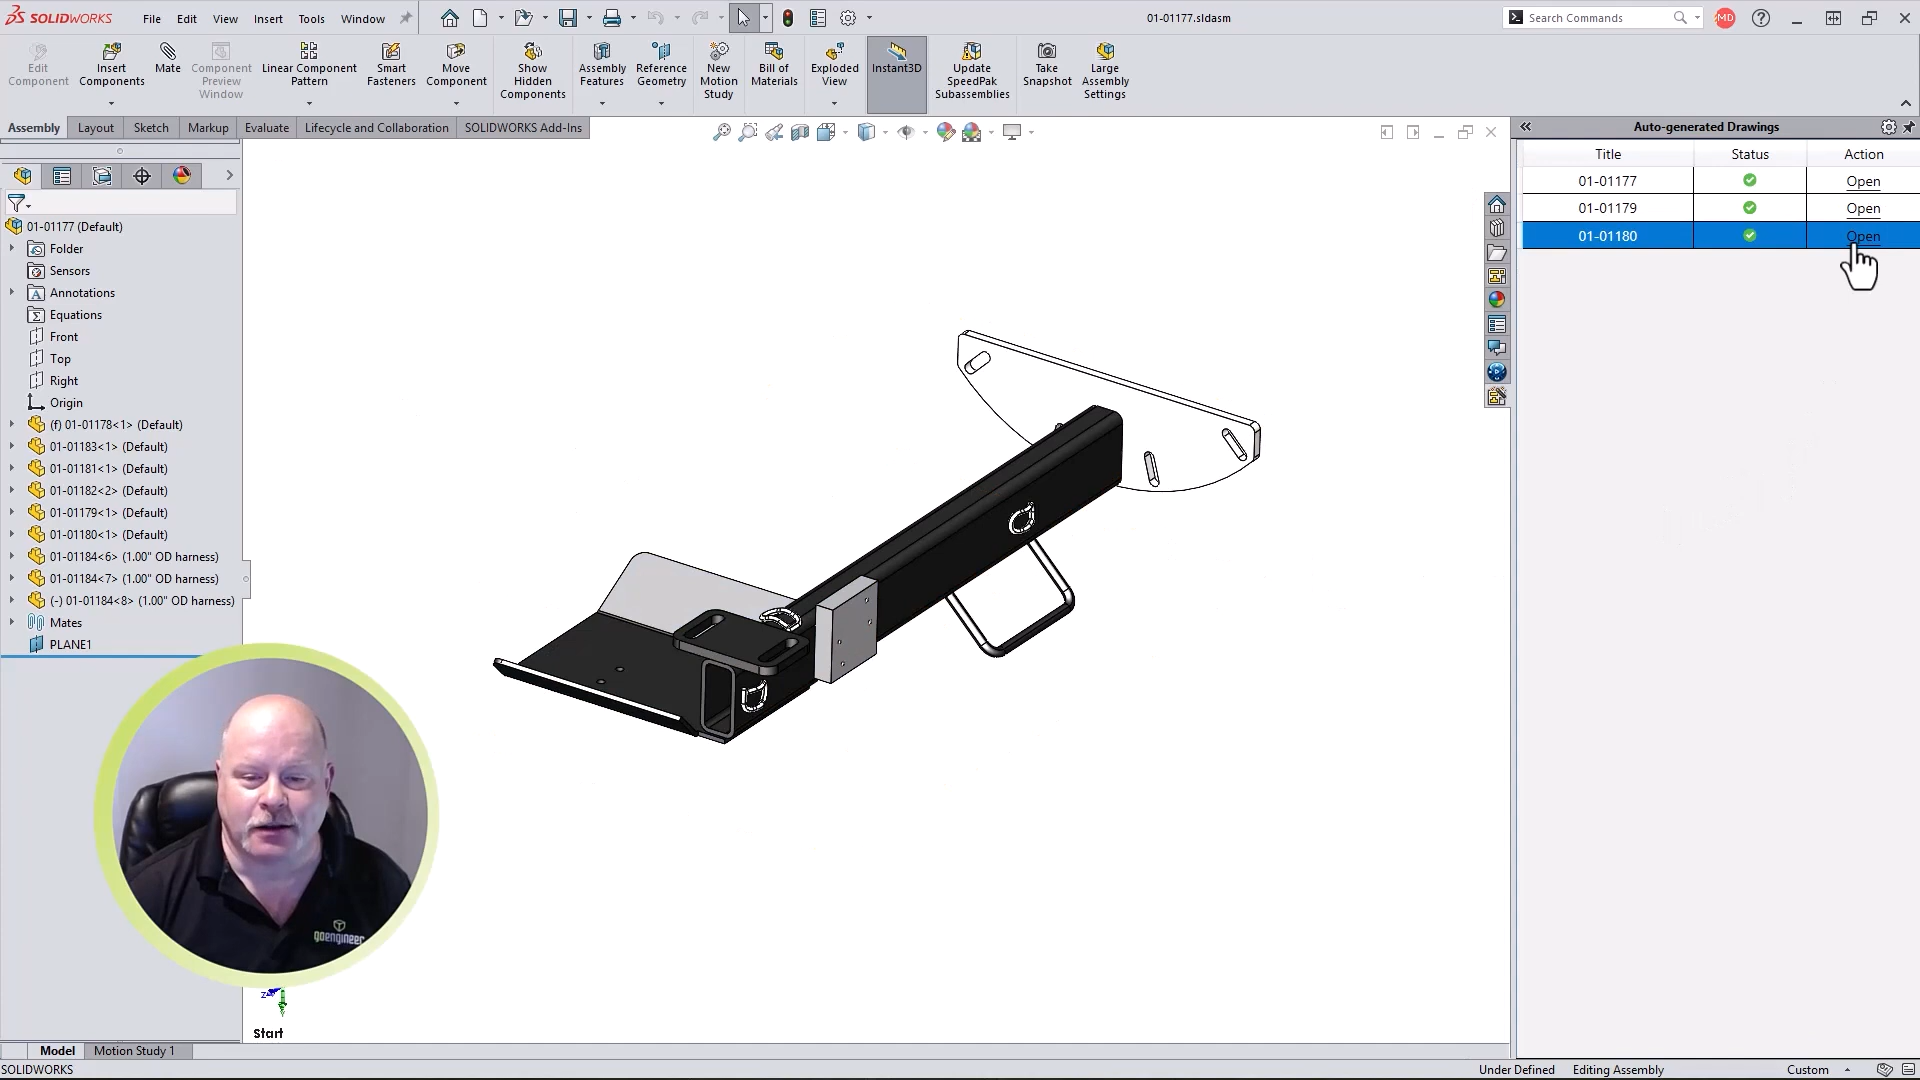 SOLIDWORKS
File Edit View Insert Tools Window
01-01177.sldasm
Search Commands
MD
Edit Component
Insert Components
Mate
Component Preview Window
Linear Component Pattern
Smart Fasteners
Move Component
Show Hidden Components
Assembly Features
Reference Geometry
New Motion Study
Bill of Materials
Exploded View
Instant3D
Update SpeedPak Subassemblies
Take Snapshot
Large Assembly Settings
Assembly Layout Sketch Markup Evaluate Lifecycle and Collaboration SOLIDWORKS Add-Ins
Auto-generated Drawings
Title Status Action
01-01177 Open
01-01179 Open
01-01180 Open
01-01177 (Default)
Folder
Sensors
Annotations
Equations
Front
Top
Right
Origin
(f) 01-01178<1> (Default)
01-01183<1> (Default)
01-01181<1> (Default)
01-01182<2> (Default)
01-01179<1> (Default)
01-01180<1> (Default)
01-01184<6> (1.00" OD harness)
01-01184<7> (1.00" OD harness)
(-) 01-01184<8> (1.00" OD harness)
Mates
PLANE1
goengineer
Z
Start
Model Motion Study 1
SOLIDWORKS
Under Defined Editing Assembly Custom